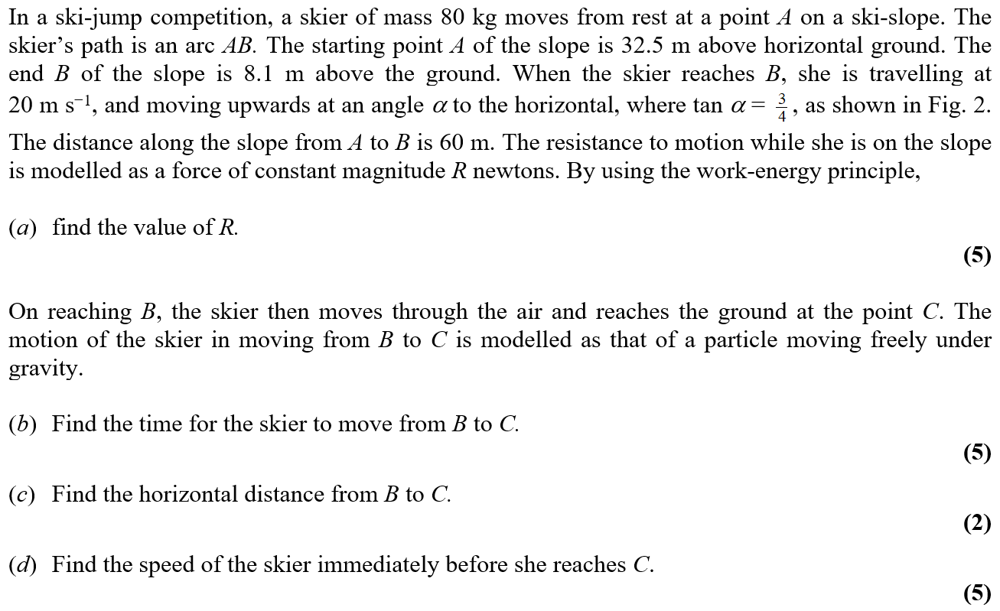 In a ski-jump competition, a skier of mass 80 kg moves from rest at a point A on a ski-slope. The
skier’s path is an arc AB. The starting point A of the slope is 32.5 m above horizontal ground. The
end B of the slope is 8.1 m above the ground. When the skier reaches B, she is travelling at
20 m s⁻¹, and moving upwards at an angle α to the horizontal, where tan α = 3/4, as shown in Fig. 2.
The distance along the slope from A to B is 60 m. The resistance to motion while she is on the slope
is modelled as a force of constant magnitude R newtons. By using the work-energy principle,
(a) find the value of R.
(5)
On reaching B, the skier then moves through the air and reaches the ground at the point C. The
motion of the skier in moving from B to C is modelled as that of a particle moving freely under
gravity.
(b) Find the time for the skier to move from B to C.
(5)
(c) Find the horizontal distance from B to C.
(2)
(d) Find the speed of the skier immediately before she reaches C.
(5)